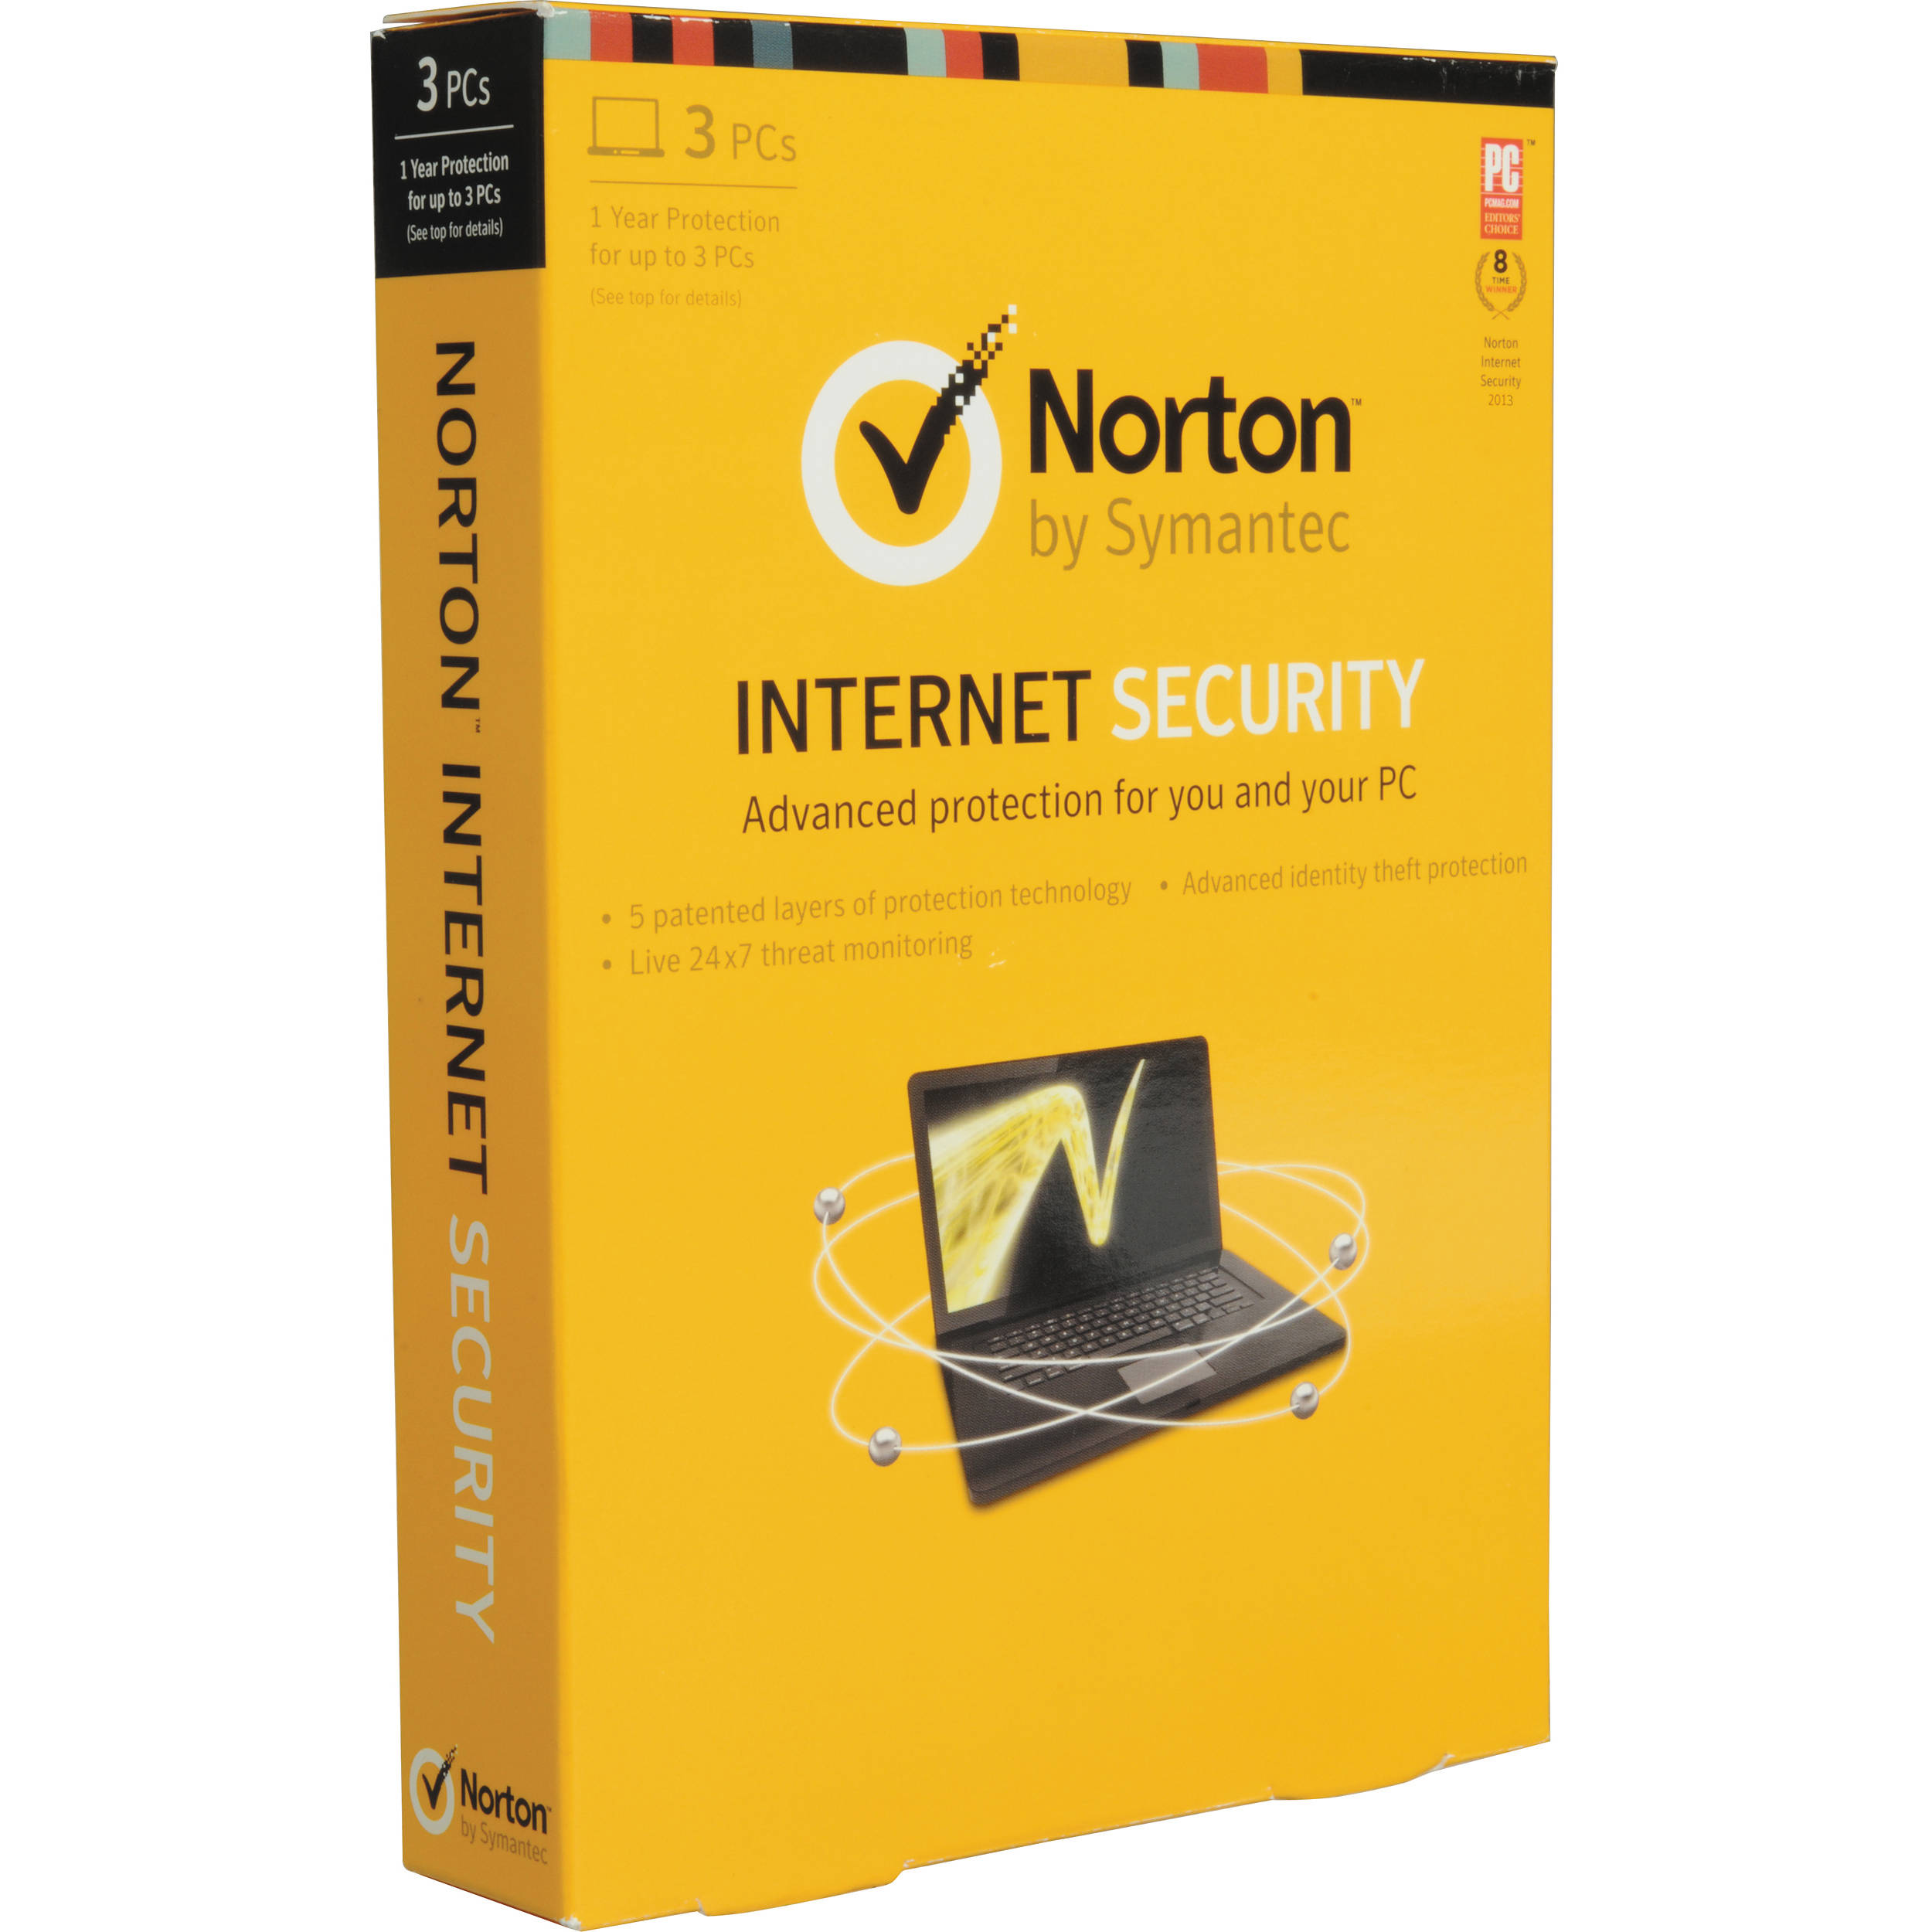 3 PCs
1 Year Protection
for up to 3 PCs
(See top for details)
NORTON™ INTERNET SECURITY
Norton™
by Symantec
3 PCs
1 Year Protection
for up to 3 PCs
(See top for details)
PC™
PCMAG.COM
EDITORS'
CHOICE
8
TIME
WINNER
Norton
Internet
Security
2013
Norton™
by Symantec
INTERNET SECURITY
Advanced protection for you and your PC
• 5 patented layers of protection technology • Advanced identity theft protection
• Live 24x7 threat monitoring